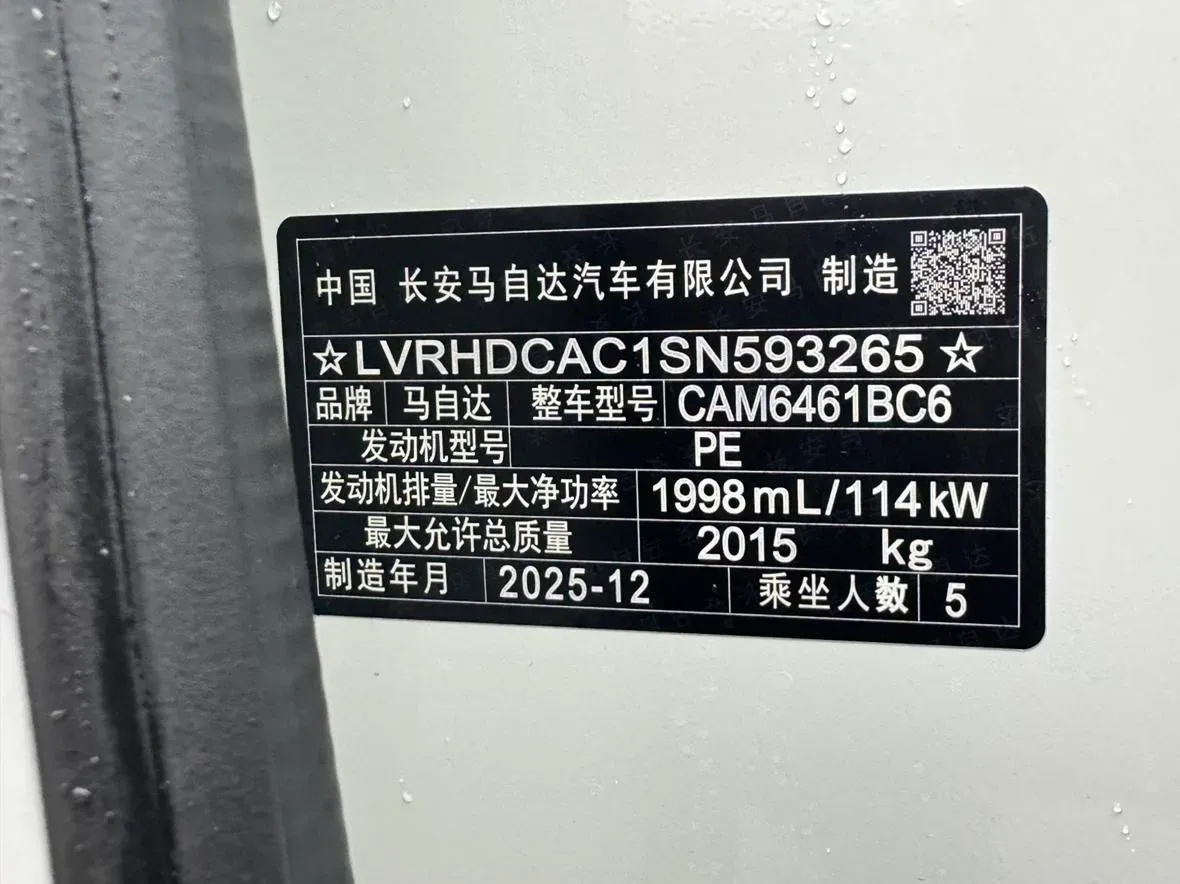 中国 长安马自达汽车有限公司 制造
☆LVRHDCAC1SN593265☆
品牌 马自达 整车型号 CAM6461BC6
发动机型号 PE
发动机排量/最大净功率 1998mL/114kW
最大允许总质量 2015 kg
制造年月 2025-12 乘坐人数 5